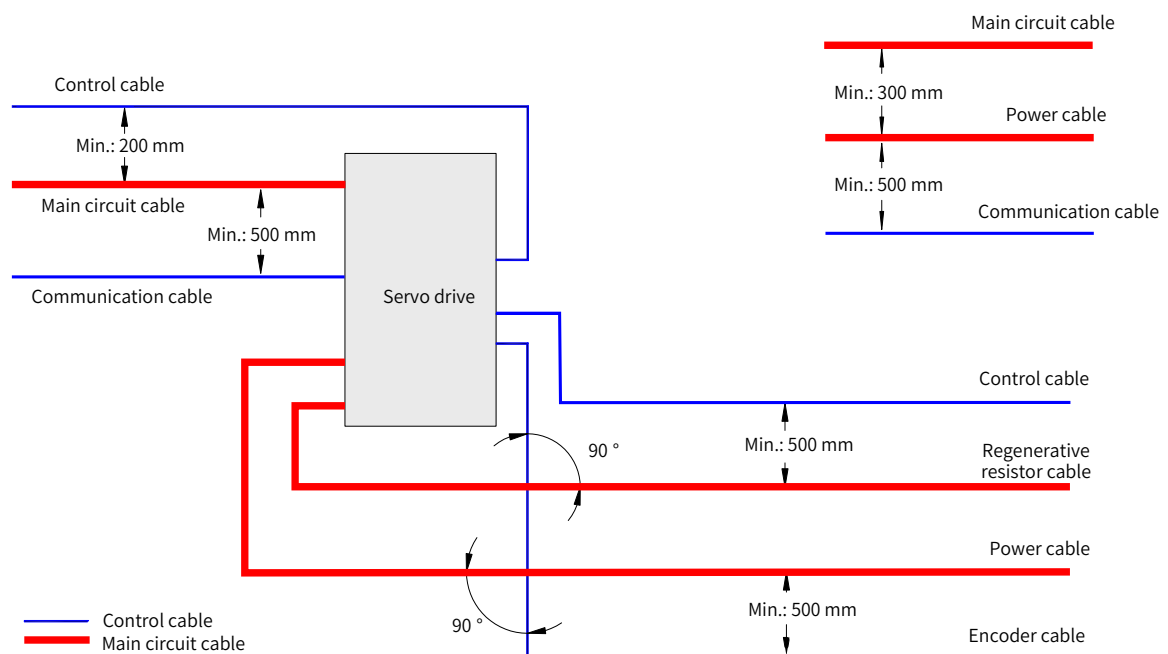 Main circuit cable
Min.: 300 mm
Power cable
Min.: 500 mm
Communication cable
Control cable
Min.: 200 mm
Main circuit cable
Min.: 500 mm
Communication cable
Servo drive
Control cable
Min.: 500 mm
90 °
Regenerative
resistor cable
Power cable
Min.: 500 mm
90 °
Encoder cable
Control cable
Main circuit cable